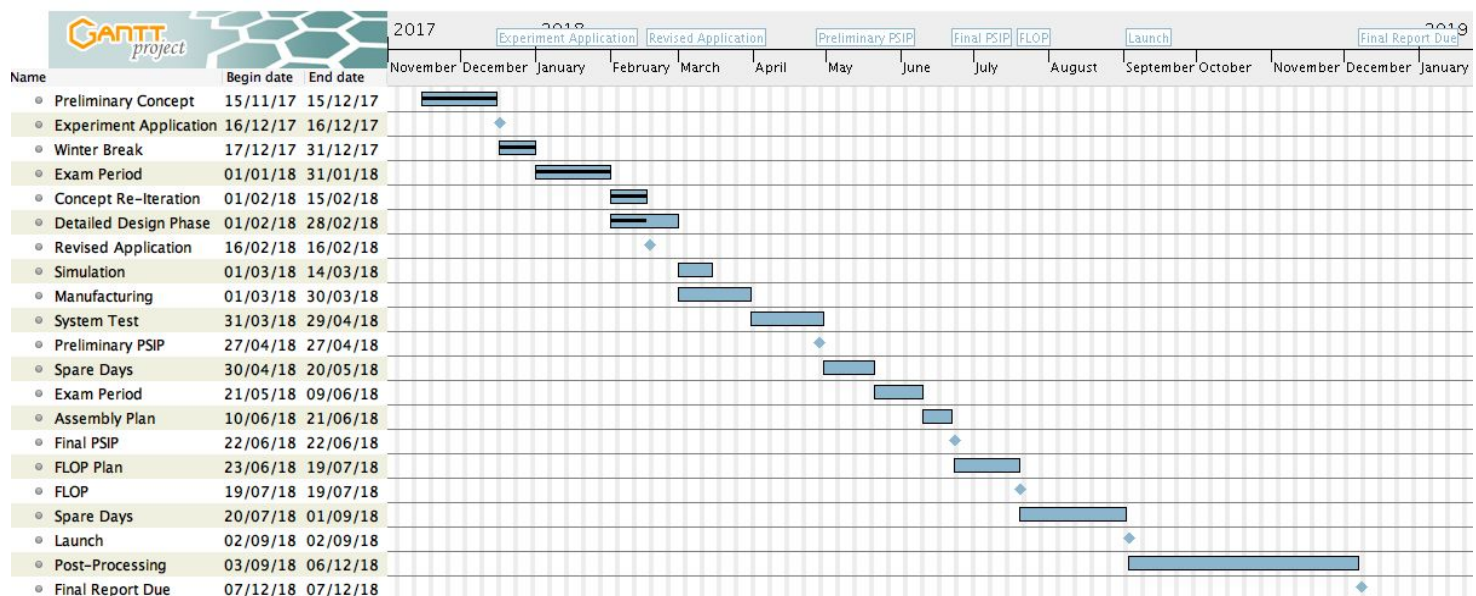 GANTT
project
2017 2018 2019
Experiment Application Revised Application Preliminary PSIP Final PSIP FLOP Launch Final Report Due
November December January February March April May June July August September October November December January
Name Begin date End date
Preliminary Concept 15/11/17 15/12/17
Experiment Application 16/12/17 16/12/17
Winter Break 17/12/17 31/12/17
Exam Period 01/01/18 31/01/18
Concept Re-Iteration 01/02/18 15/02/18
Detailed Design Phase 01/02/18 28/02/18
Revised Application 16/02/18 16/02/18
Simulation 01/03/18 14/03/18
Manufacturing 01/03/18 30/03/18
System Test 31/03/18 29/04/18
Preliminary PSIP 27/04/18 27/04/18
Spare Days 30/04/18 20/05/18
Exam Period 21/05/18 09/06/18
Assembly Plan 10/06/18 21/06/18
Final PSIP 22/06/18 22/06/18
FLOP Plan 23/06/18 19/07/18
FLOP 19/07/18 19/07/18
Spare Days 20/07/18 01/09/18
Launch 02/09/18 02/09/18
Post-Processing 03/09/18 06/12/18
Final Report Due 07/12/18 07/12/18